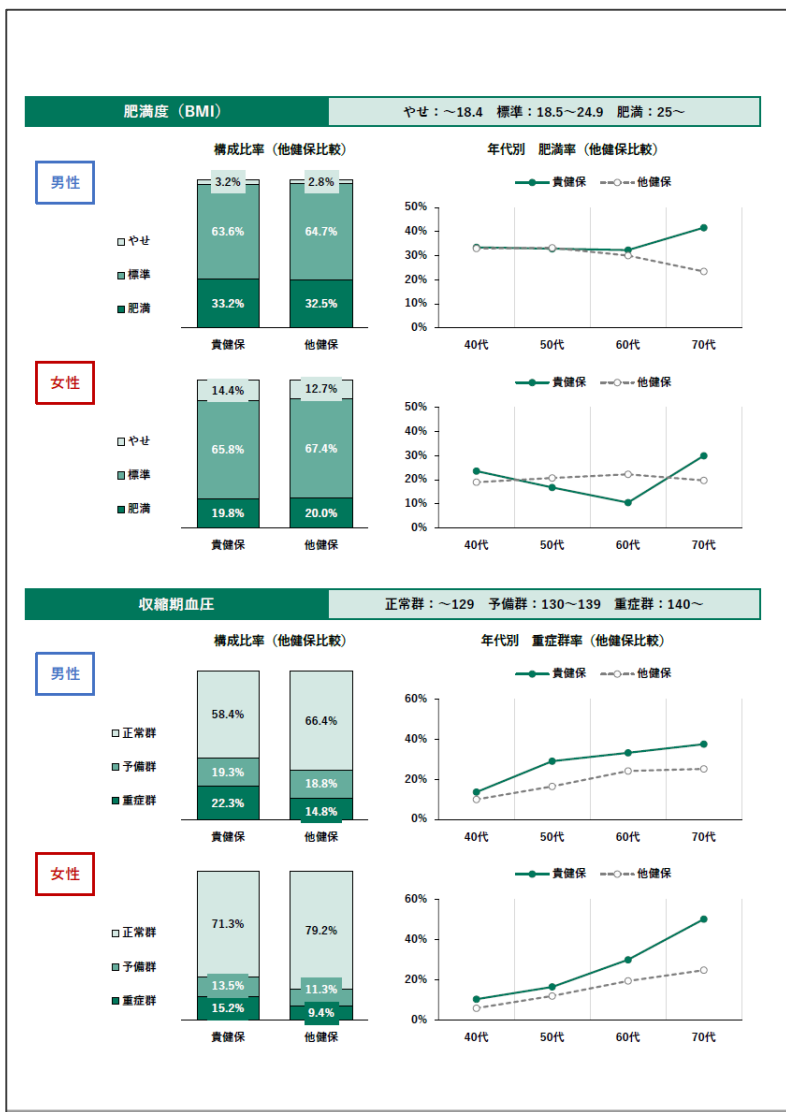 肥満度（BMI） やせ：～18.4 標準：18.5～24.9 肥満：25～
構成比率（他健保比較） 年代別 肥満率（他健保比較）
男性
やせ
標準
肥満
3.2% 2.8%
63.6% 64.7%
33.2% 32.5%
貴健保 他健保
貴健保 他健保
50%
40%
30%
20%
10%
0%
40代 50代 60代 70代
女性
やせ
標準
肥満
14.4% 12.7%
65.8% 67.4%
19.8% 20.0%
貴健保 他健保
貴健保 他健保
50%
40%
30%
20%
10%
0%
40代 50代 60代 70代
収縮期血圧 正常群：～129 予備群：130～139 重症群：140～
構成比率（他健保比較） 年代別 重症群率（他健保比較）
男性
正常群
予備群
重症群
58.4% 66.4%
19.3% 18.8%
22.3% 14.8%
貴健保 他健保
貴健保 他健保
60%
40%
20%
0%
40代 50代 60代 70代
女性
正常群
予備群
重症群
71.3% 79.2%
13.5% 11.3%
15.2% 9.4%
貴健保 他健保
貴健保 他健保
60%
40%
20%
0%
40代 50代 60代 70代